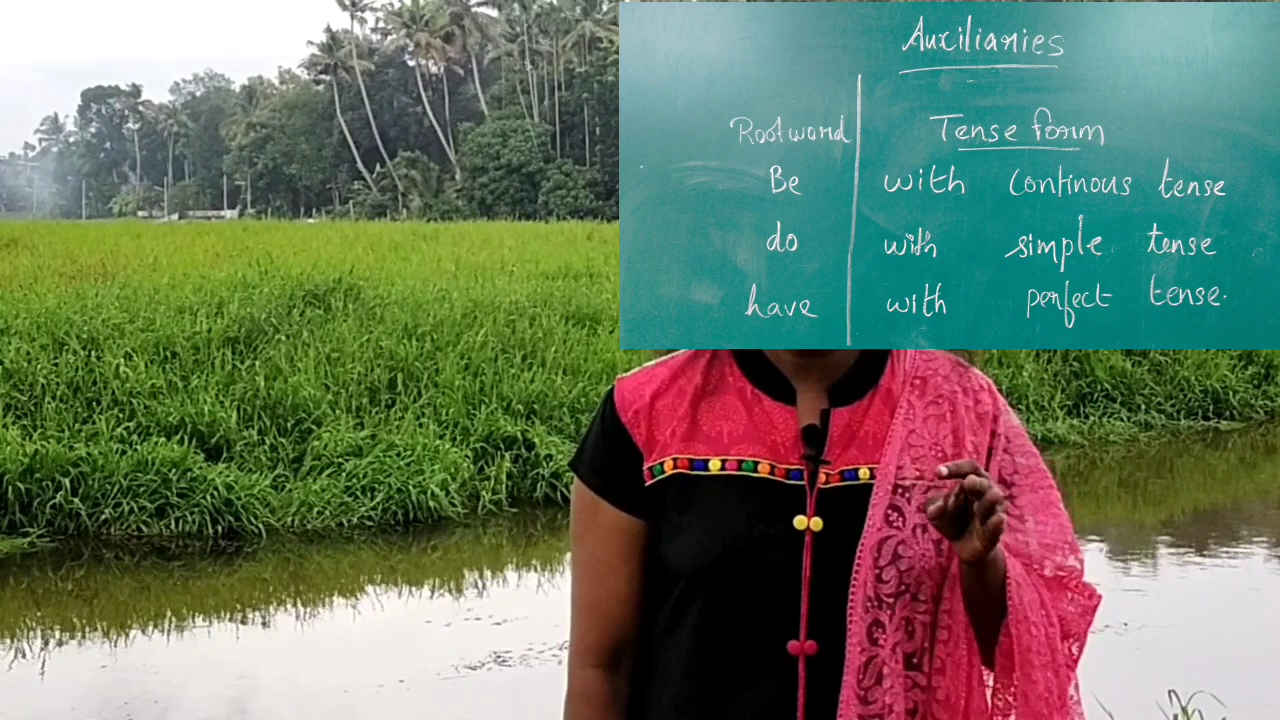 Auxiliaries
Rootword Tense form
Be with continous tense
do with simple tense
have with perfect tense.